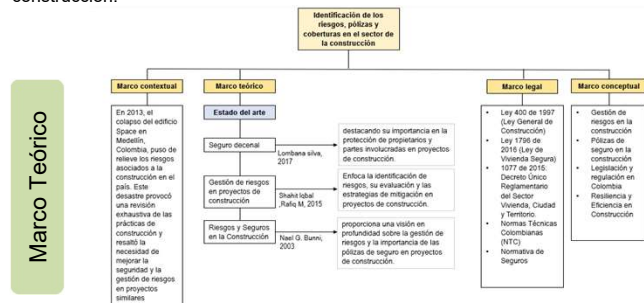 construcción.
Identificación de los
riesgos, pólizas y
coberturas en el sector de
la construcción
Marco Teórico
Marco contextual
En 2013, el
colapso del edificio
Space en
Medellín,
Colombia, puso de
relieve los riesgos
asociados a la
construcción en el
país. Este
desastre provocó
una revisión
exhaustiva de las
prácticas de
construcción y
resaltó la
necesidad de
mejorar la
seguridad y la
gestión de riesgos
en proyectos
similares
Marco teórico
Estado del arte
Seguro decenal
Lombana silva,
2017
destacando su importancia en la
protección de propietarios y
partes involucradas en proyectos
de construcción.
Gestión de riesgos
en proyectos de
construcción
Shahit Iqbal
,Rafiq M, 2015
Enfoca la identificación de
riesgos, su evaluación y las
estrategias de mitigación en
proyectos de construcción.
Riesgos y Seguros
en la Construcción
Nael G. Bunni,
2003
proporciona una visión en
profundidad sobre la gestión de
riesgos y la importancia de las
pólizas de seguro en proyectos
de construcción.
Marco legal
• Ley 400 de 1997
(Ley General de
Construcción)
• Ley 1796 de
2016 (Ley de
Vivienda Segura)
• 1077 de 2015:
Decreto Único
Reglamentario
del Sector
Vivienda, Ciudad
y Territorio.
• Normas Técnicas
Colombianas
(NTC)
• Normativa de
Seguros
Marco conceptual
• Gestión de
riesgos en la
construcción
• Pólizas de
seguro en la
construcción
• Legislación y
regulación en
Colombia
• Resiliencia y
Eficiencia en
Construcción